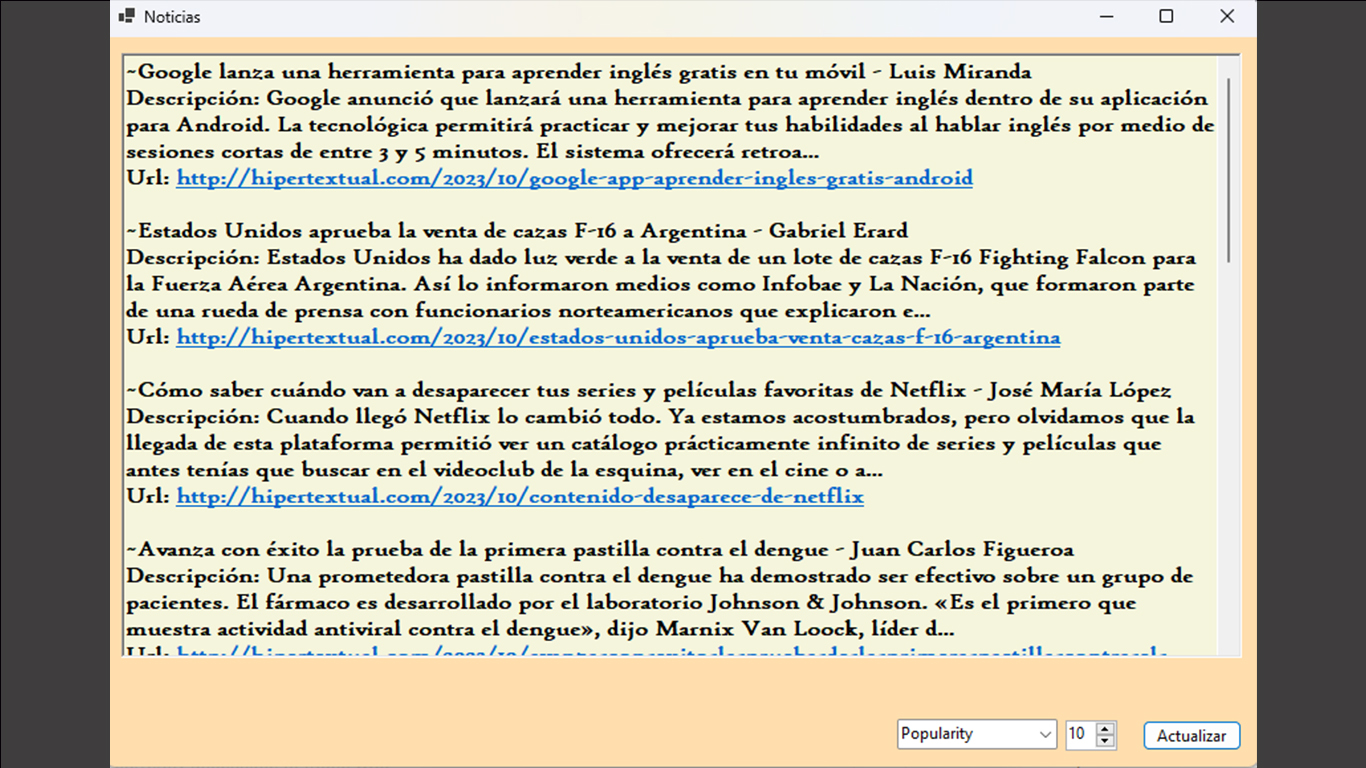 Noticias
~Google lanza una herramienta para aprender inglés gratis en tu móvil - Luis Miranda
Descripción: Google anunció que lanzará una herramienta para aprender inglés dentro de su aplicación
para Android. La tecnológica permitirá practicar y mejorar tus habilidades al hablar inglés por medio de
sesiones cortas de entre 3 y 5 minutos. El sistema ofrecerá retroa...
Url: http://hipertextual.com/2023/10/google-app-aprender-ingles-gratis-android
~Estados Unidos aprueba la venta de cazas F-16 a Argentina - Gabriel Erard
Descripción: Estados Unidos ha dado luz verde a la venta de un lote de cazas F-16 Fighting Falcon para
la Fuerza Aérea Argentina. Así lo informaron medios como Infobae y La Nación, que formaron parte
de una rueda de prensa con funcionarios norteamericanos que explicaron e...
Url: http://hipertextual.com/2023/10/estados-unidos-aprueba-venta-cazas-f-16-argentina
~Cómo saber cuándo van a desaparecer tus series y películas favoritas de Netflix - José María López
Descripción: Cuando llegó Netflix lo cambió todo. Ya estamos acostumbrados, pero olvidamos que la
llegada de esta plataforma permitió ver un catálogo prácticamente infinito de series y películas que
antes tenías que buscar en el videoclub de la esquina, ver en el cine o a...
Url: http://hipertextual.com/2023/10/contenido-desaparece-de-netflix
~Avanza con éxito la prueba de la primera pastilla contra el dengue - Juan Carlos Figueroa
Descripción: Una prometedora pastilla contra el dengue ha demostrado ser efectivo sobre un grupo de
pacientes. El fármaco es desarrollado por el laboratorio Johnson & Johnson. «Es el primero que
muestra actividad antiviral contra el dengue», dijo Marnix Van Loock, líder d...
Url:
Popularity 10 Actualizar